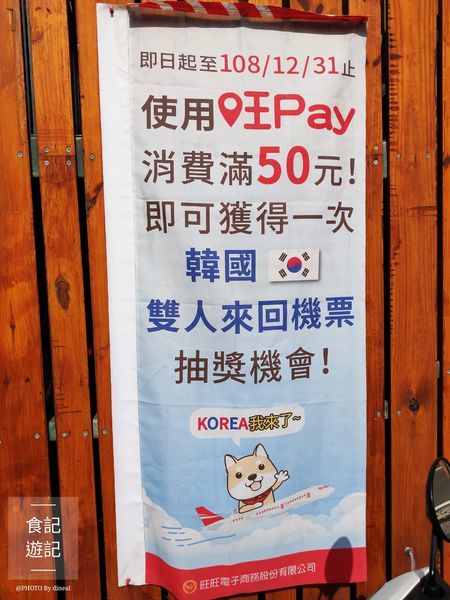 即日起至108/12/31止
使用旺Pay
消費滿50元!
即可獲得一次
韓國
雙人來回機票
抽獎機會!
KOREA我來了~
旺旺電子商務股份有限公司
食記
遊記
@PHOTO By dineal